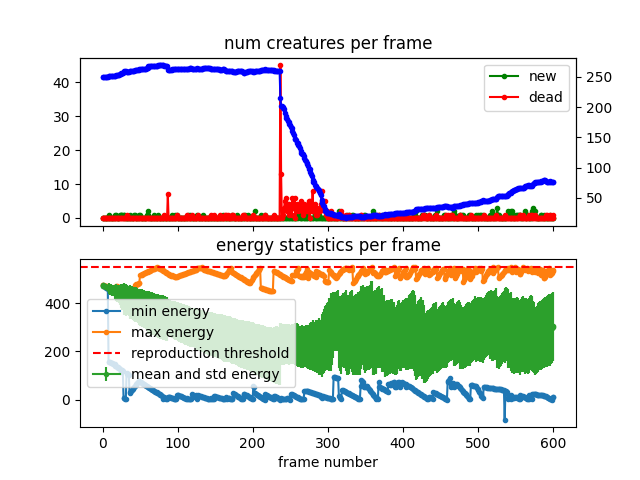 num creatures per frame
new
dead
40
30
20
10
0
250
200
150
100
50
energy statistics per frame
min energy
max energy
reproduction threshold
mean and std energy
400
200
0
0 100 200 300 400 500 600
frame number